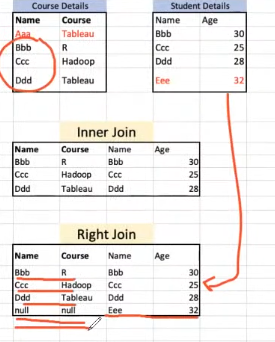 Course Details Student Details
Name Course Name Age
Aaa Tableau Bbb 30
Bbb R Ccc 25
Ccc Hadoop Ddd 28
Ddd Tableau Eee 32
Inner Join
Name Course Name Age
Bbb R Bbb 30
Ccc Hadoop Ccc 25
Ddd Tableau Ddd 28
Right Join
Name Course Name Age
Bbb R Bbb 30
Ccc Hadoop Ccc 25
Ddd Tableau Ddd 28
null null Eee 32